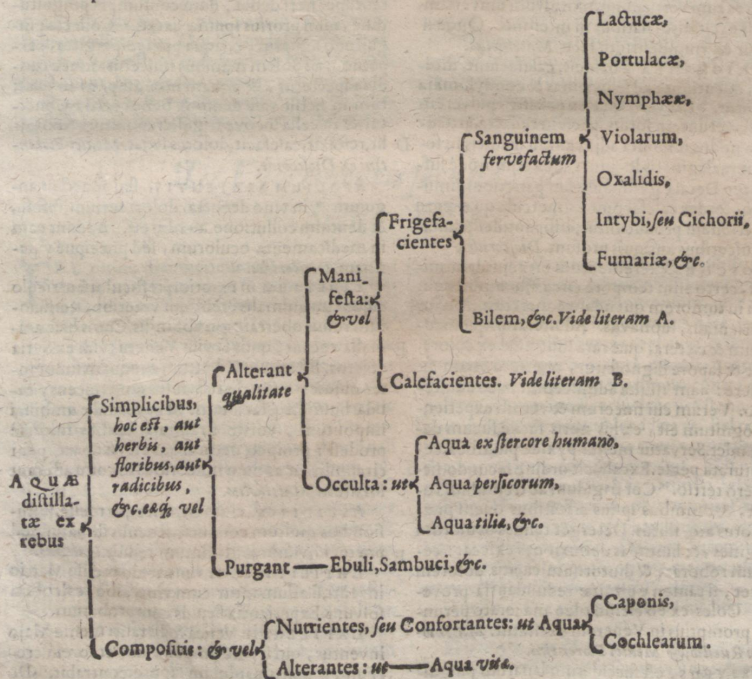 AQUÆ
distilla-
tæ ex
rebus
Simplicibus,
hoc est, aut
herbis, aut
floribus, aut
radicibus,
&c. eaq́; vel
Alterant
qualitate
Mani-
festa:
& vel
Frigefa-
cientes
Sanguinem
fervefactum
Lactucæ,
Portulacæ,
Nymphææ,
Violarum,
Oxalidis,
Intybi, seu Cichorii,
Fumariæ, &c.
Bilem, &c. Vide literam A.
Calefacientes. Vide literam B.
Occulta: ut
Aqua ex stercore humano,
Aqua persicorum,
Aqua tiliæ, &c.
Purgant — Ebuli, Sambuci, &c.
Compositis: & vel
Nutrientes, seu Confortantes: ut Aqua
Caponis,
Cochlearum.
Alterantes: ut — Aqua vitæ.